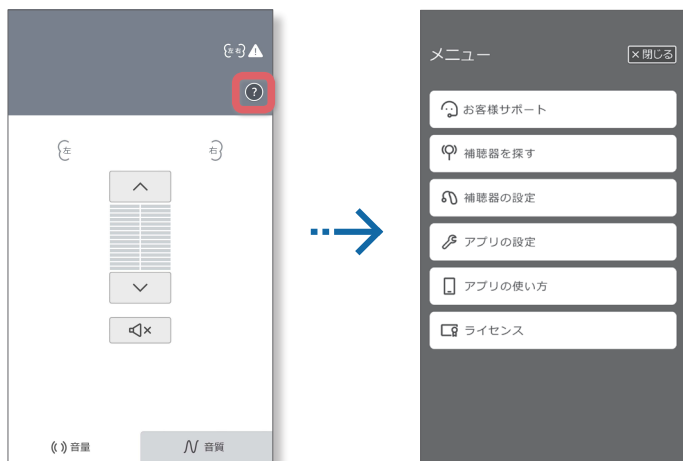 左右
?
左
右
音量
音質
メニュー
×閉じる
お客様サポート
補聴器を探す
補聴器の設定
アプリの設定
アプリの使い方
ライセンス